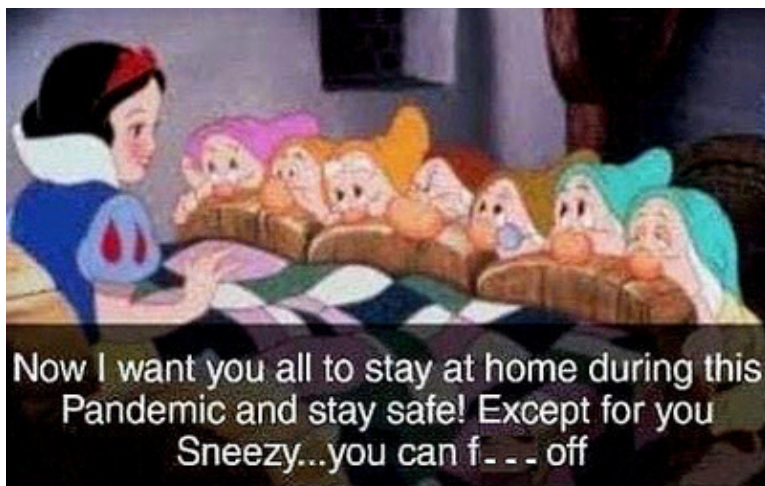 Now I want you all to stay at home during this
Pandemic and stay safe! Except for you
Sneezy...you can f--- off